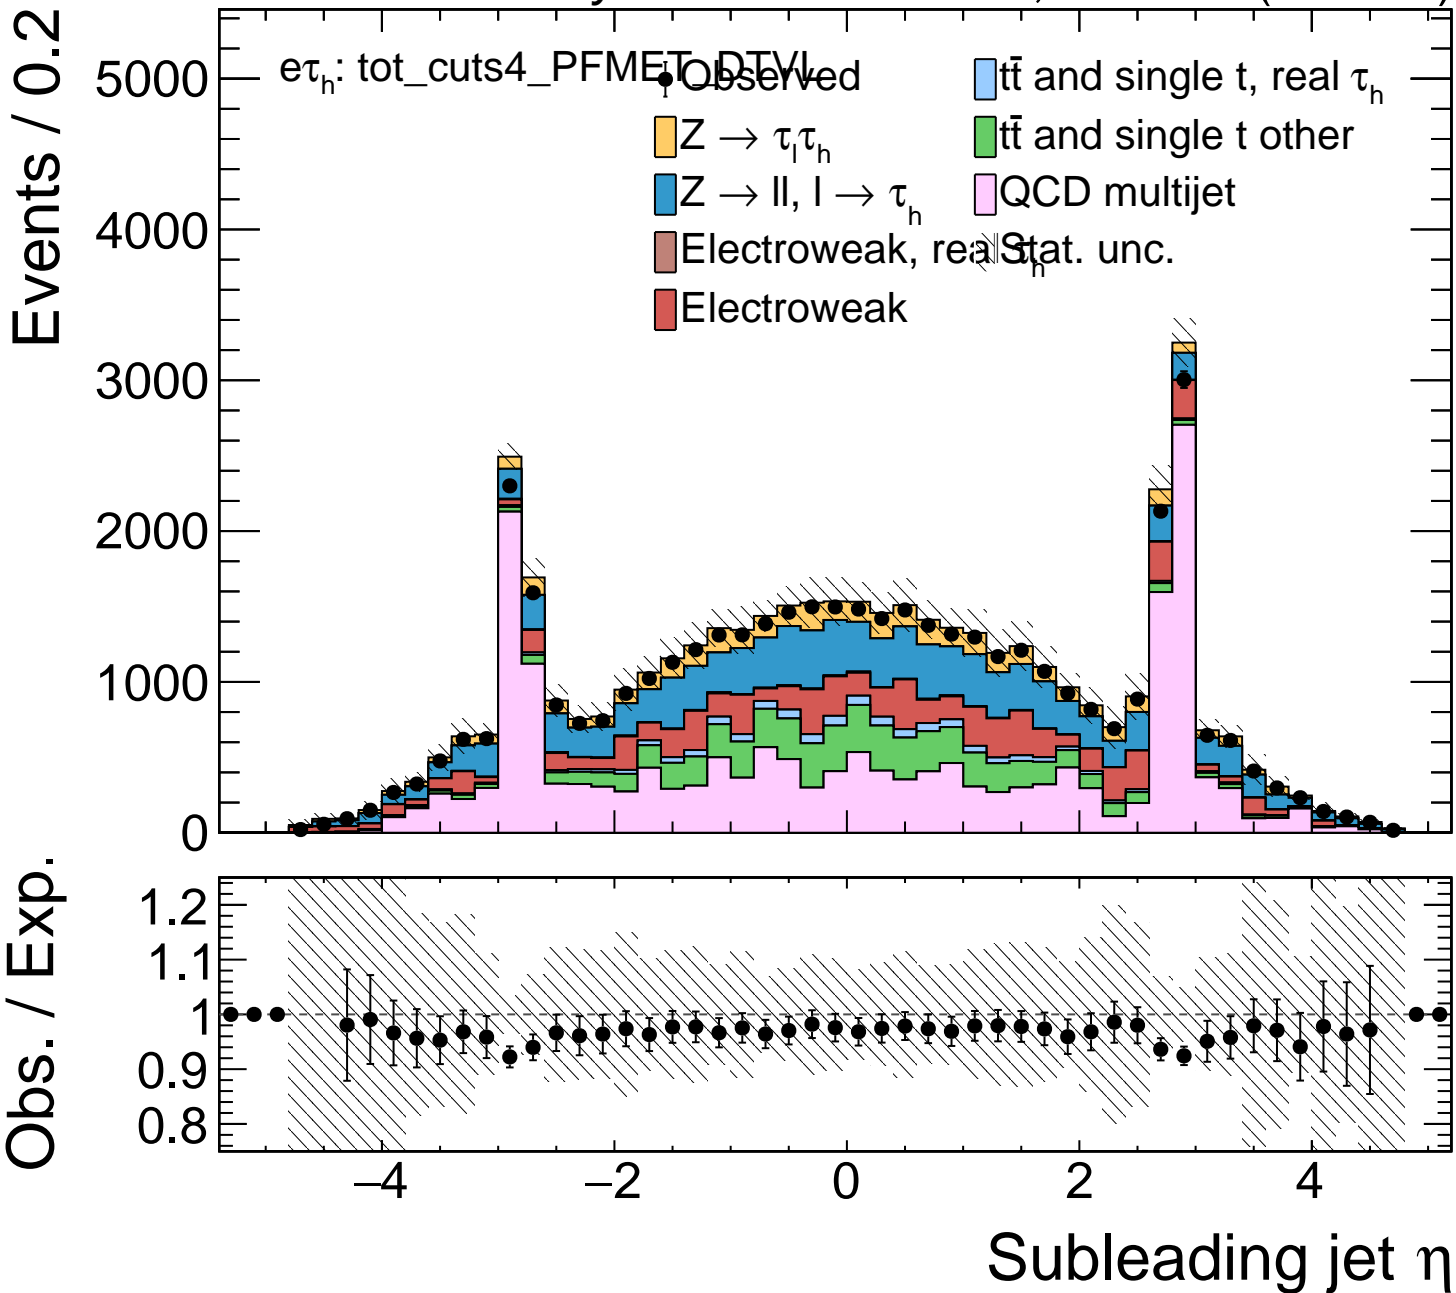 Events / 0.2
eτh: tot_cuts4_PFMET_DTVL
Observed
Z → τlτh
Z → ll, l → τh
Electroweak, real τh
Electroweak
tt̄ and single t, real τh
tt̄ and single t other
QCD multijet
Stat. unc.
5000
4000
3000
2000
1000
0
Obs. / Exp.
1.2
1.1
1
0.9
0.8
−4 −2 0 2 4
Subleading jet η